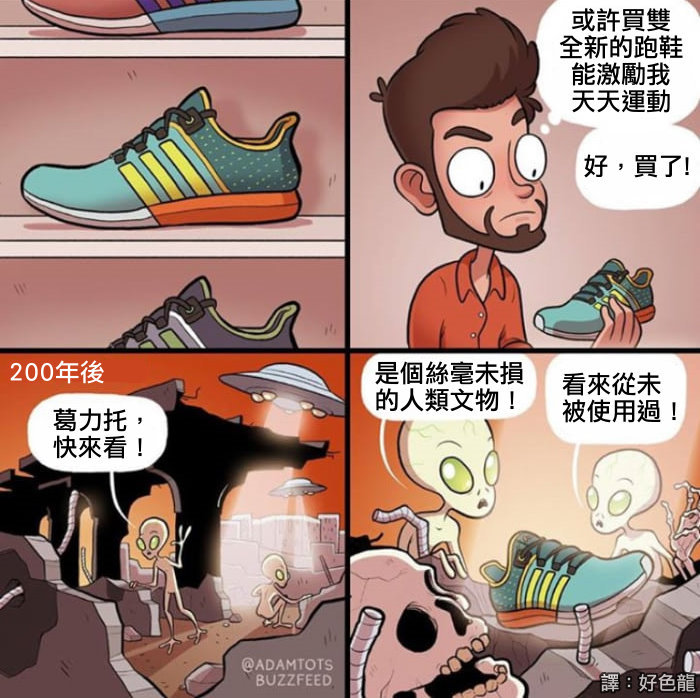 或許買雙
全新的跑鞋
能激勵我
天天運動
好，買了!
200年後
葛力托，
快來看！
是個絲毫未損
的人類文物！
看來從未
被使用過！
@ADAMTOTS
BUZZFEED
譯：好色龍